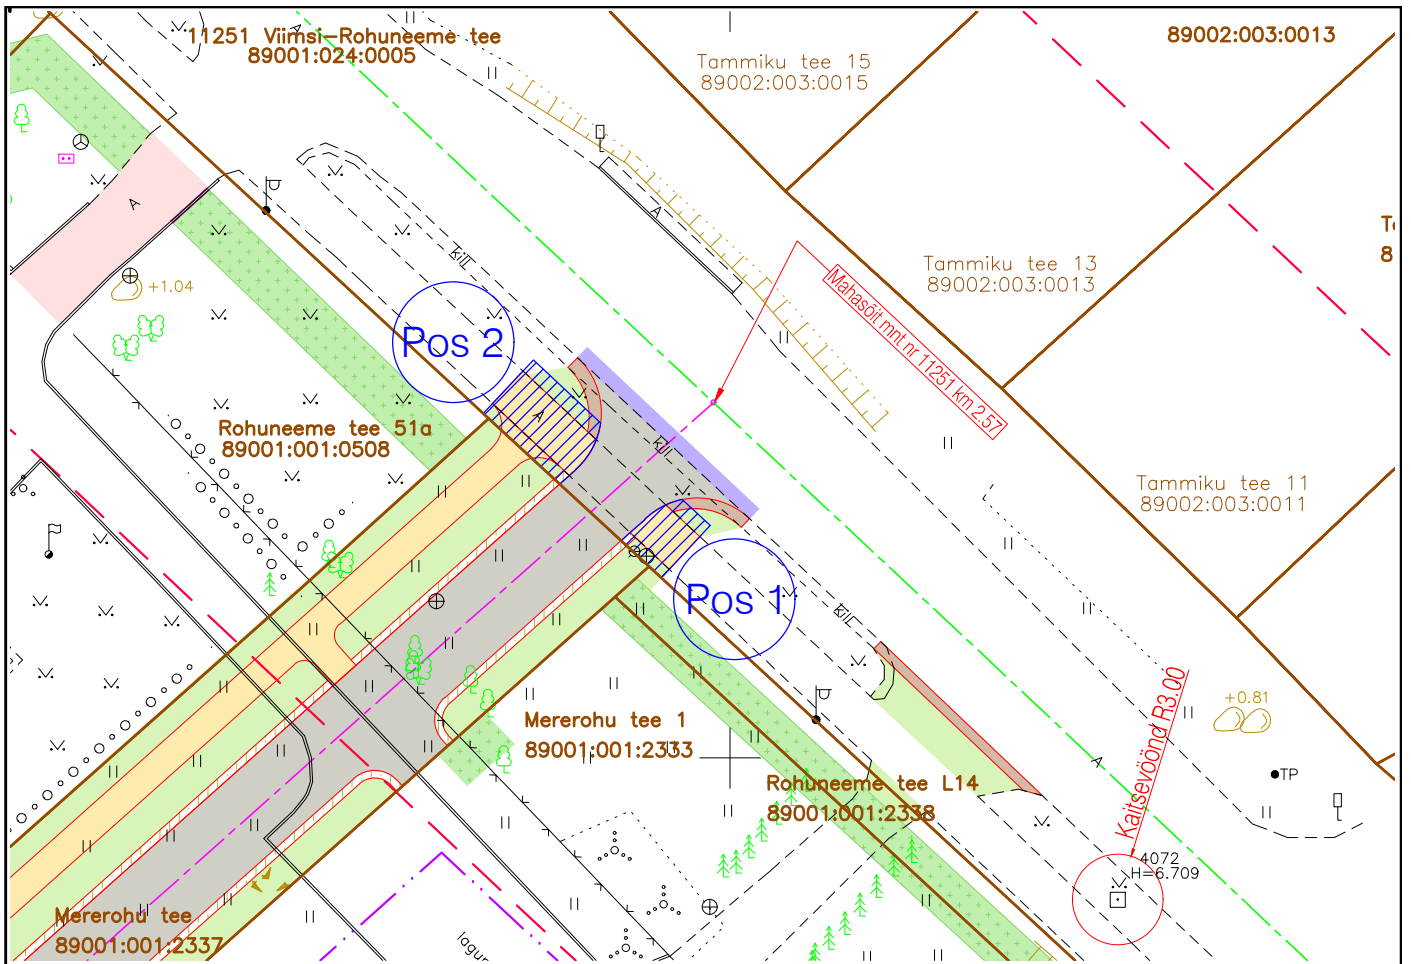 11251 Viimsi-Rohuneeme tee
89001:024:0005
Tammiku tee 15
89002:003:0015
89002:003:0013
A
A
A
+1.04
kill.
Pos 2
Tammiku tee 13
89002:003:0013
Mahasõit mnt nr 11251 km 2.57
Rohuneeme tee 51a
89001:001:0508
A
kill.
Tammiku tee 11
89002:003:0011
Pos 1
kill.
Mererohu tee 1
89001:001:2333
Rohuneeme tee L14
89001:001:2338
Kaitsevöönd R3.00
+0.81
A
TP
4072
H=6.709
Mererohu tee
89001:001:2337